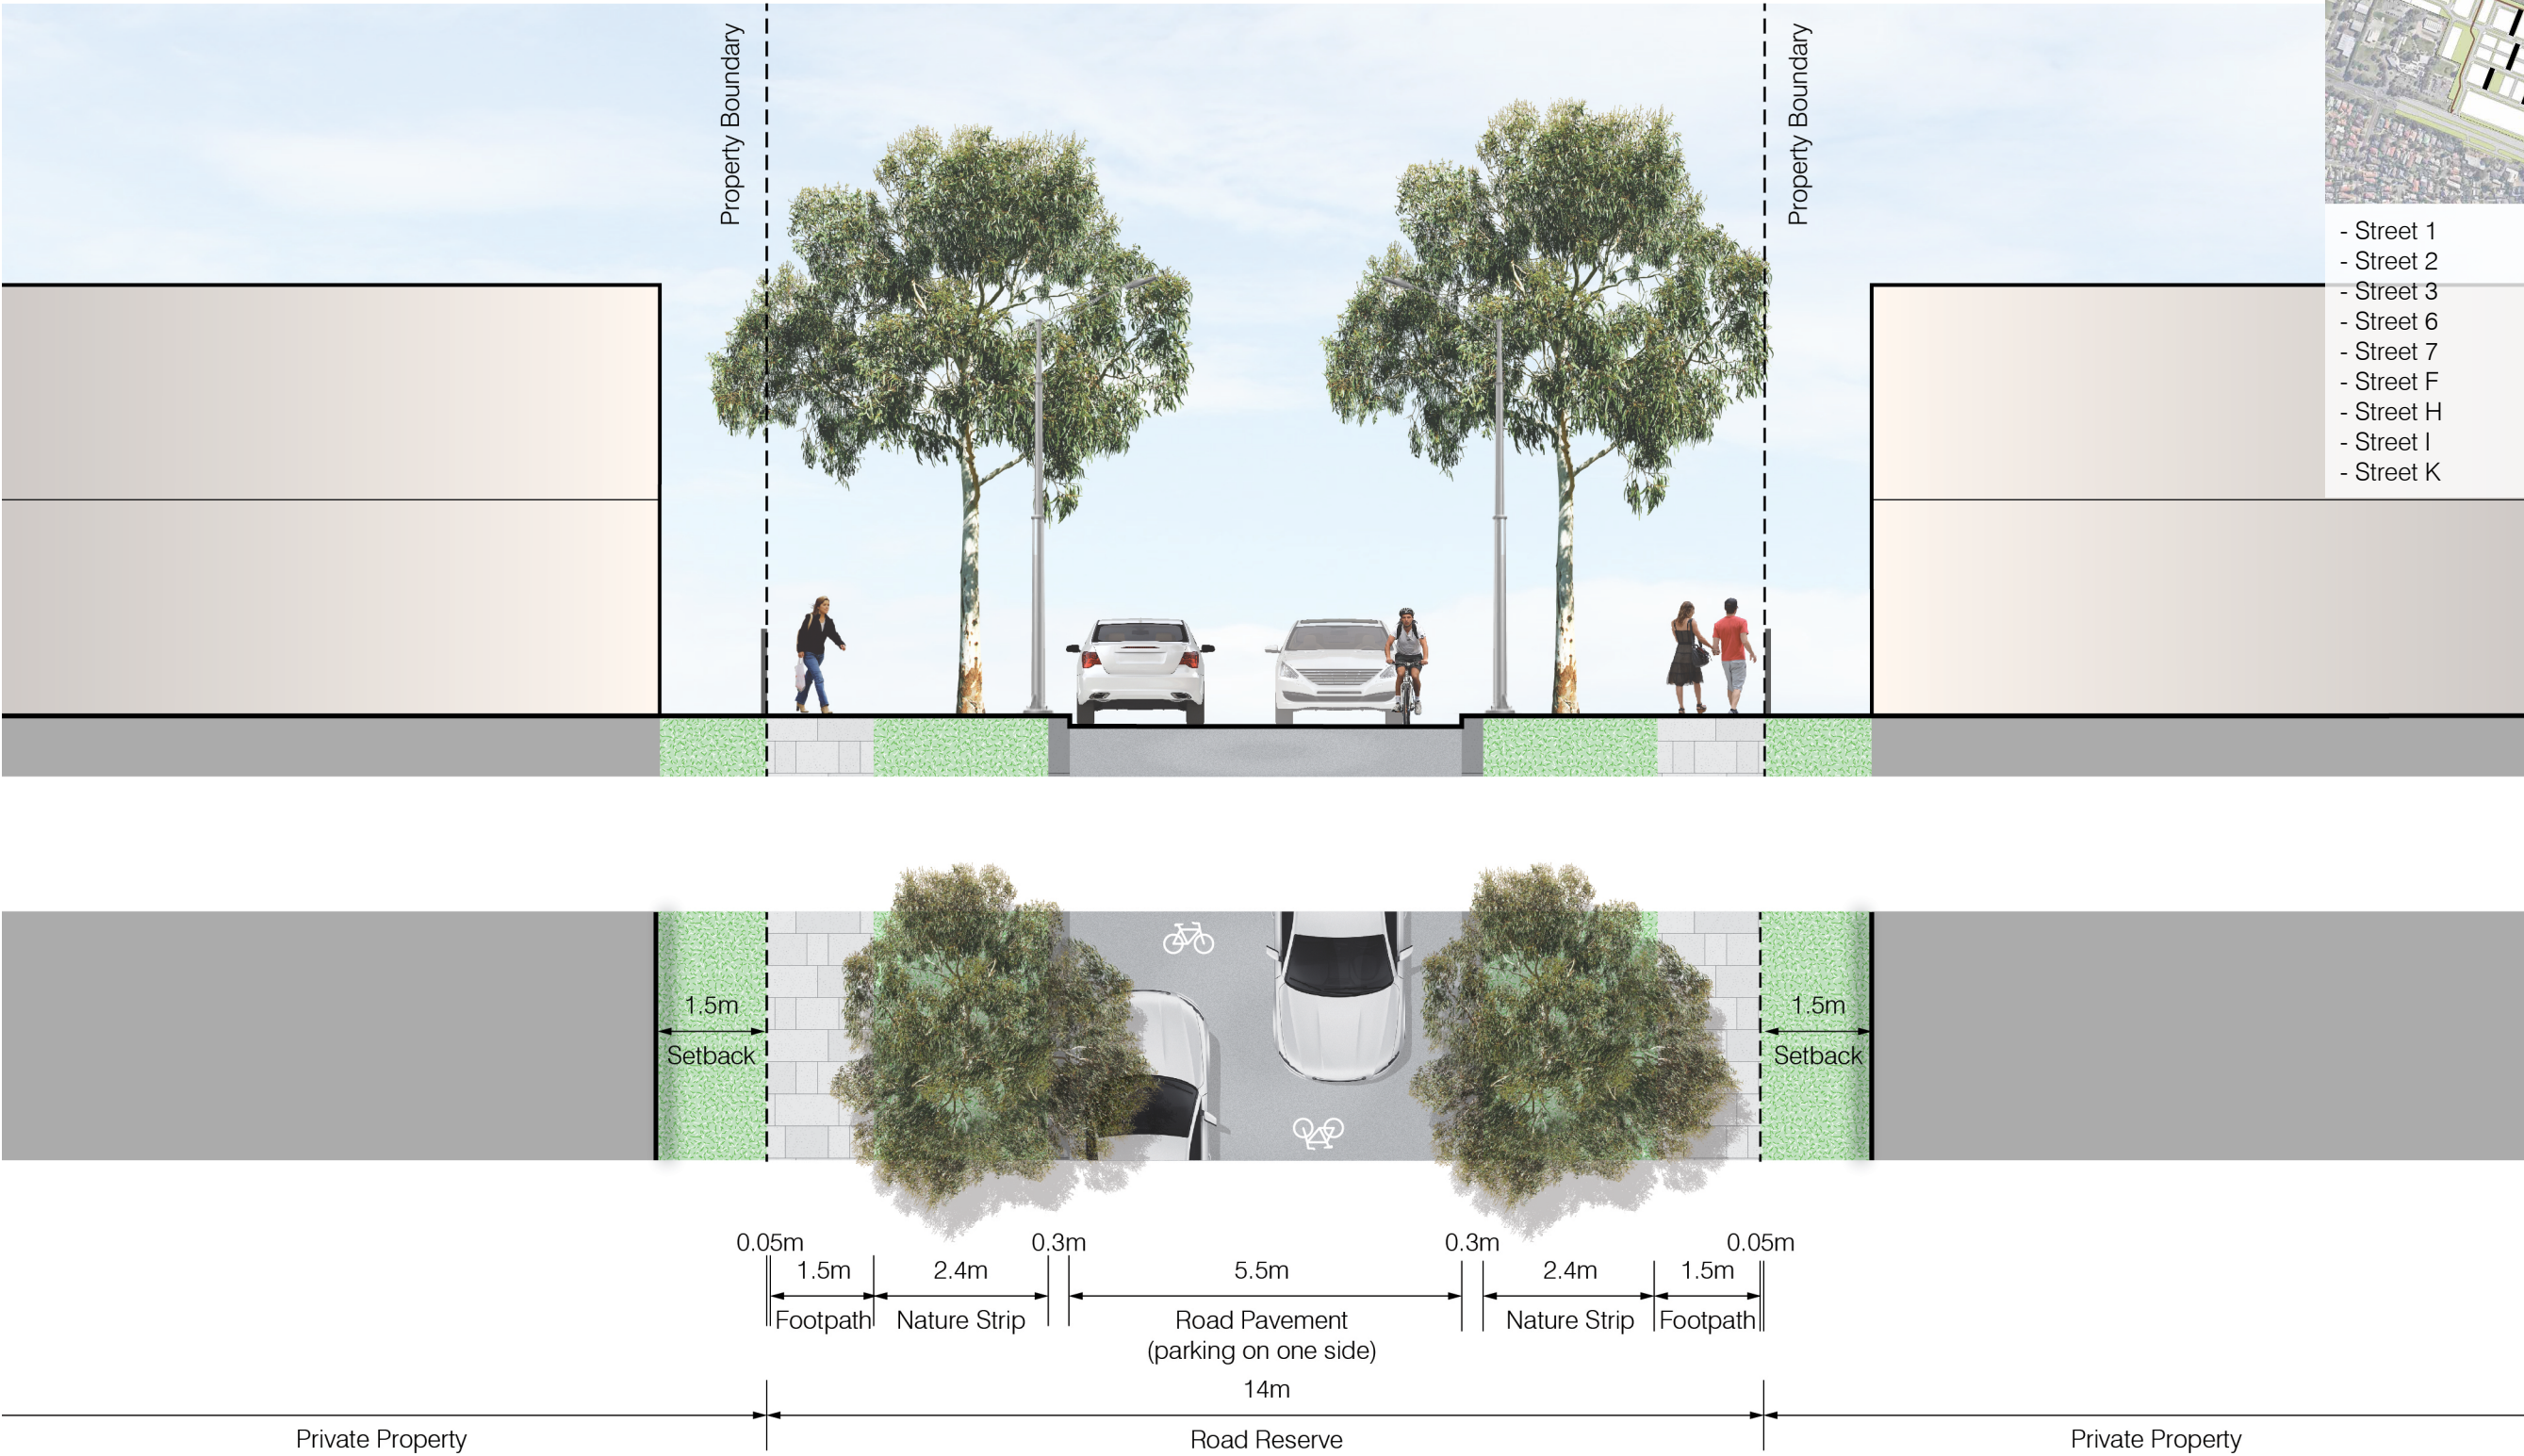 Property Boundary
Property Boundary
- Street 1
- Street 2
- Street 3
- Street 6
- Street 7
- Street F
- Street H
- Street I
- Street K
1.5m
Setback
1.5m
Setback
0.05m
0.3m
0.3m
0.05m
1.5m
2.4m
5.5m
2.4m
1.5m
Footpath
Nature Strip
Road Pavement
(parking on one side)
Nature Strip
Footpath
14m
Private Property
Road Reserve
Private Property